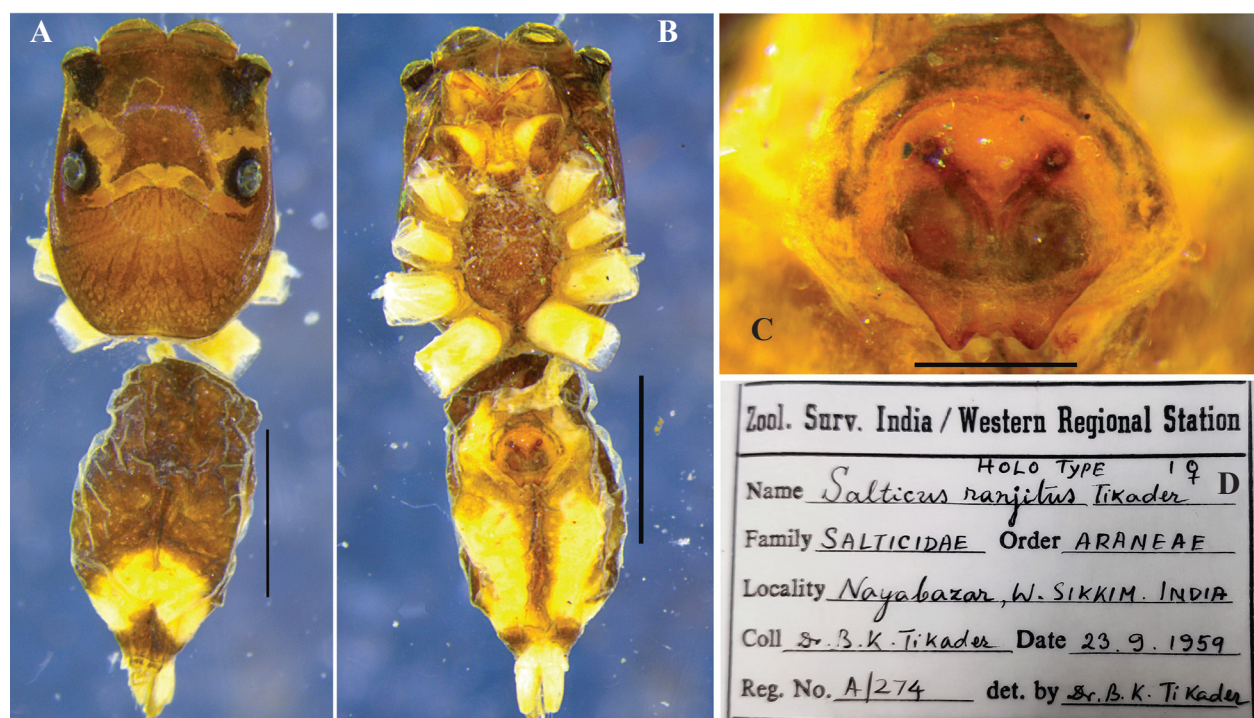 A
B
C
Zool. Surv. India / Western Regional Station
HOLO TYPE 1 ♀
Name Salticus ranjitus Tikader D
Family SALTICIDAE Order ARANEAE
Locality Nayabazar, W. SIKKIM. INDIA
Coll Dr. B. K. Tikader Date 23. 9. 1959
Reg. No. A/274 det. by Dr. B. K. Tikader